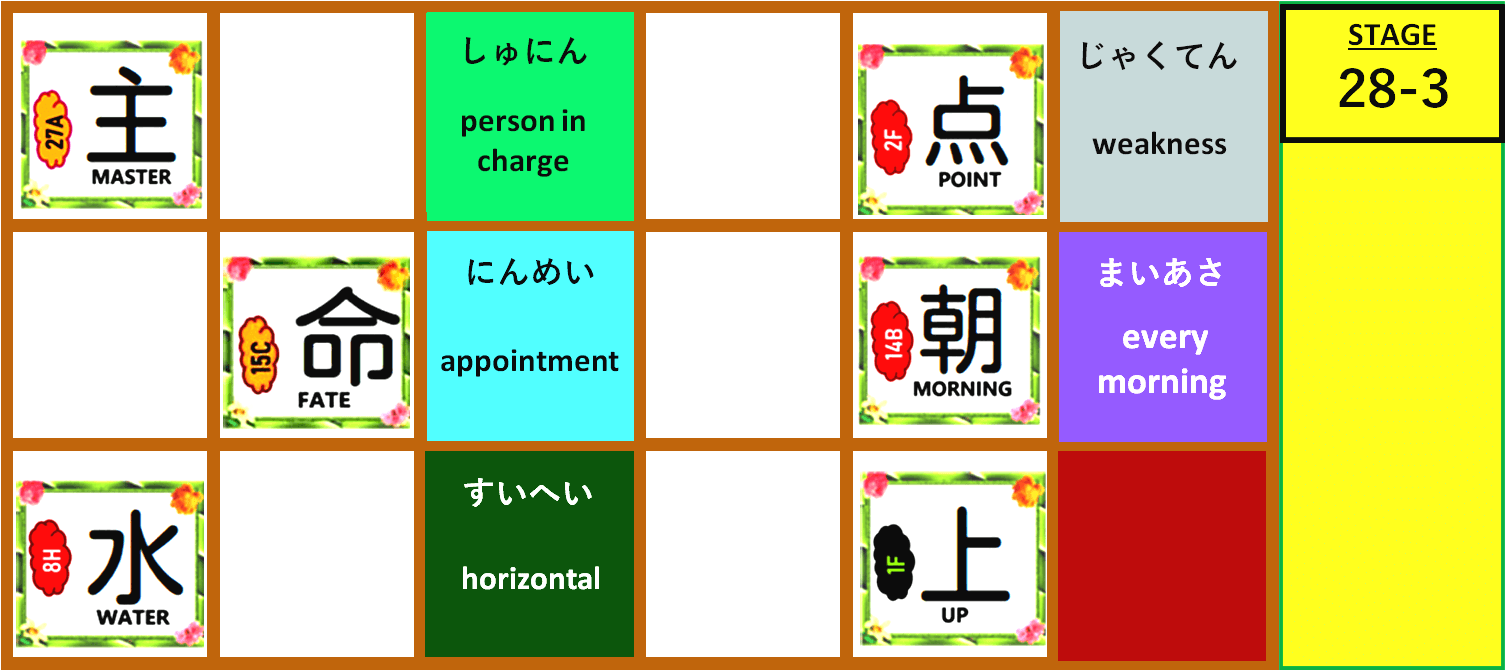 27A
主
MASTER
しゅにん
person in
charge
2F
点
POINT
じゃくてん
weakness
STAGE
28-3
15C
命
FATE
にんめい
appointment
14B
朝
MORNING
まいあさ
every
morning
8H
水
WATER
すいへい
horizontal
1F
上
UP